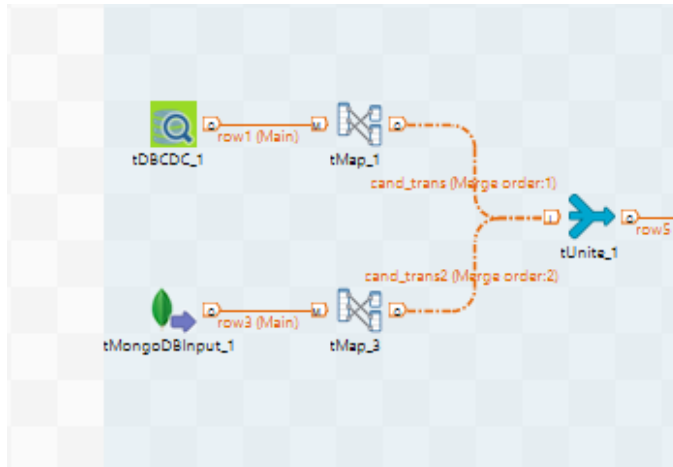 row1 (Main)
tDBCDC_1
tMap_1
cand_trans (Merge order:1)
row5
tUnite_1
cand_trans2 (Merge order:2)
row3 (Main)
tMongoDBInput_1
tMap_3